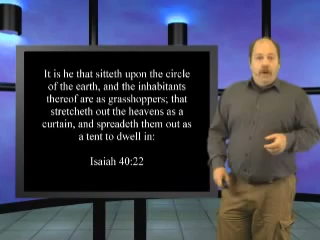 It is he that sitteth upon the circle
of the earth, and the inhabitants
thereof are as grasshoppers; that
stretcheth out the heavens as a
curtain, and spreadeth them out as
a tent to dwell in:
Isaiah 40:22